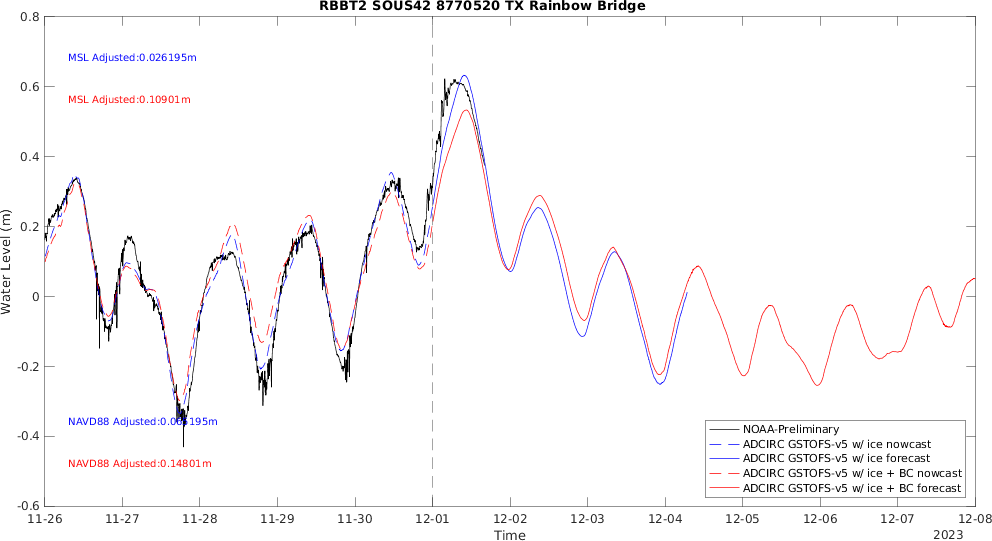 RBBT2 SOUS42 8770520 TX Rainbow Bridge
0.8
0.6
0.4
0.2
0
-0.2
-0.4
-0.6
Water Level (m)
MSL Adjusted:0.026195m
MSL Adjusted:0.10901m
NAVD88 Adjusted:0.065195m
NAVD88 Adjusted:0.14801m
NOAA-Preliminary
ADCIRC GSTOFS-v5 w/ ice nowcast
ADCIRC GSTOFS-v5 w/ ice forecast
ADCIRC GSTOFS-v5 w/ ice + BC nowcast
ADCIRC GSTOFS-v5 w/ ice + BC forecast
11-26 11-27 11-28 11-29 11-30 12-01 12-02 12-03 12-04 12-05 12-06 12-07 12-08
Time
2023